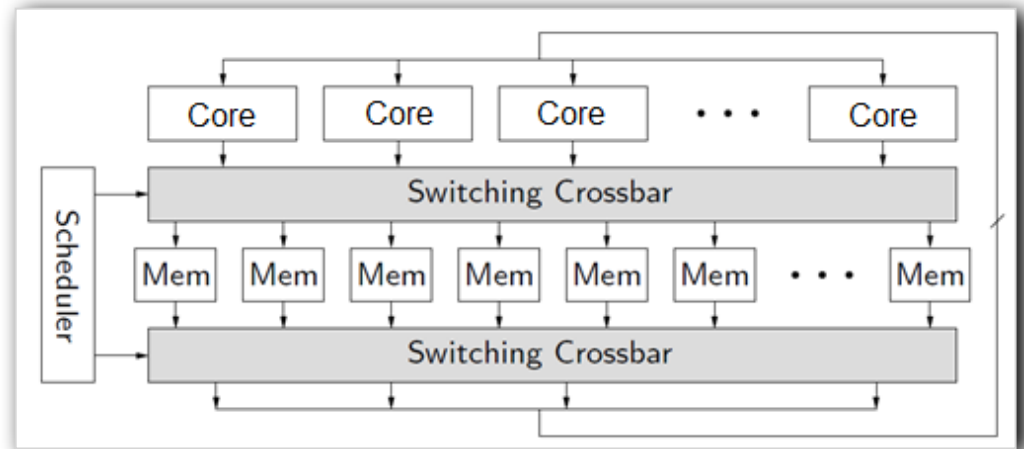 Core Core Core • • • Core
Switching Crossbar
Scheduler
Mem Mem Mem Mem Mem Mem • • • Mem
Switching Crossbar